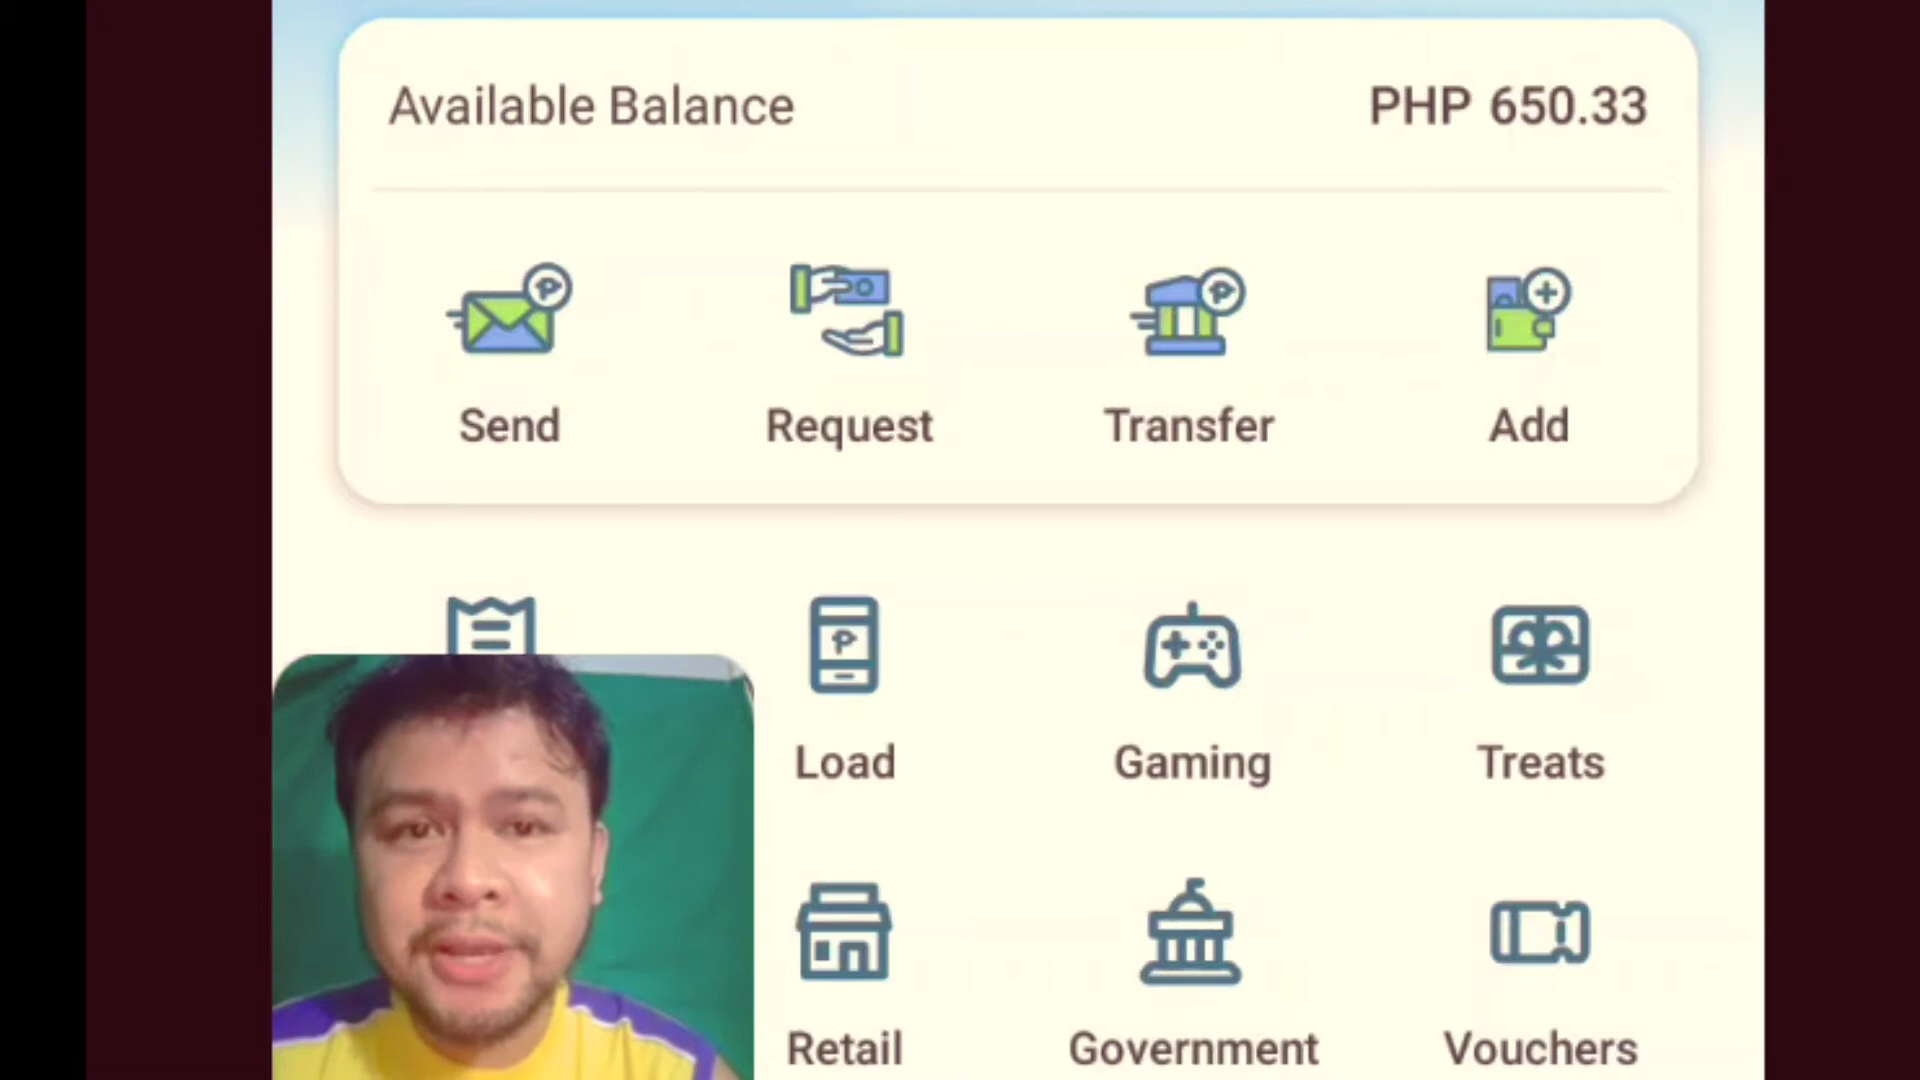 Available Balance PHP 650.33
Send Request Transfer Add
Load Gaming Treats
Retail Government Vouchers